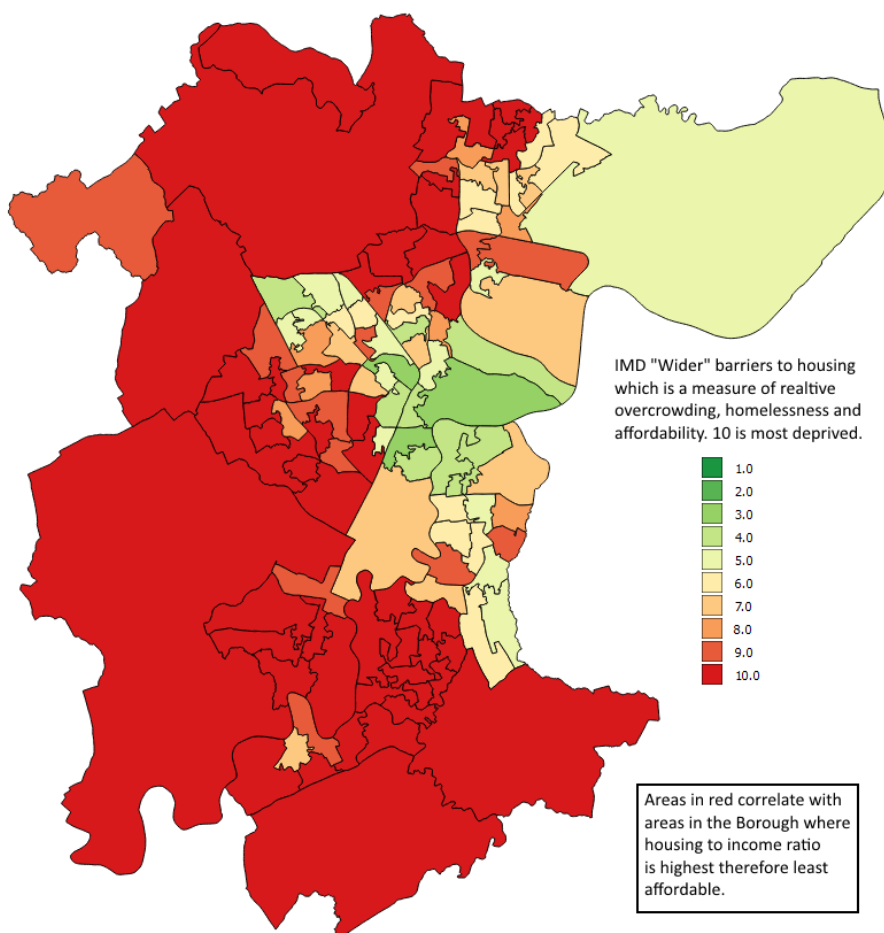 IMD "Wider" barriers to housing
which is a measure of realtive
overcrowding, homelessness and
affordability. 10 is most deprived.
1.0
2.0
3.0
4.0
5.0
6.0
7.0
8.0
9.0
10.0
Areas in red correlate with
areas in the Borough where
housing to income ratio
is highest therefore least
affordable.